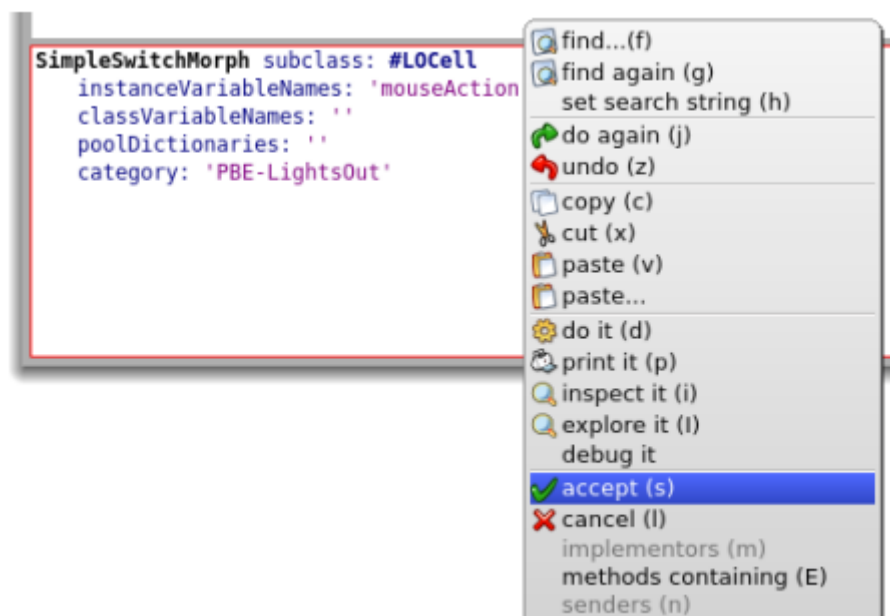 SimpleSwitchMorph subclass: #LOCell
instanceVariableNames: 'mouseAction
classVariableNames: ''
poolDictionaries: ''
category: 'PBE-LightsOut'
find...(f)
find again (g)
set search string (h)
do again (j)
undo (z)
copy (c)
cut (x)
paste (v)
paste...
do it (d)
print it (p)
inspect it (i)
explore it (I)
debug it
accept (s)
cancel (l)
implementors (m)
methods containing (E)
senders (n)